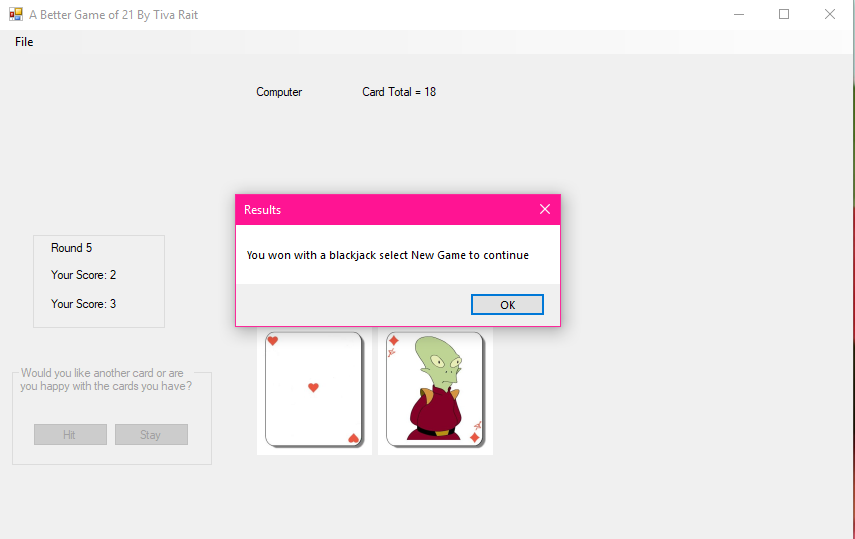 A Better Game of 21 By Tiva Rait
File
Computer Card Total = 18
Results
You won with a blackjack select New Game to continue
OK
Round 5
Your Score: 2
Your Score: 3
Would you like another card or are
you happy with the cards you have?
Hit Stay